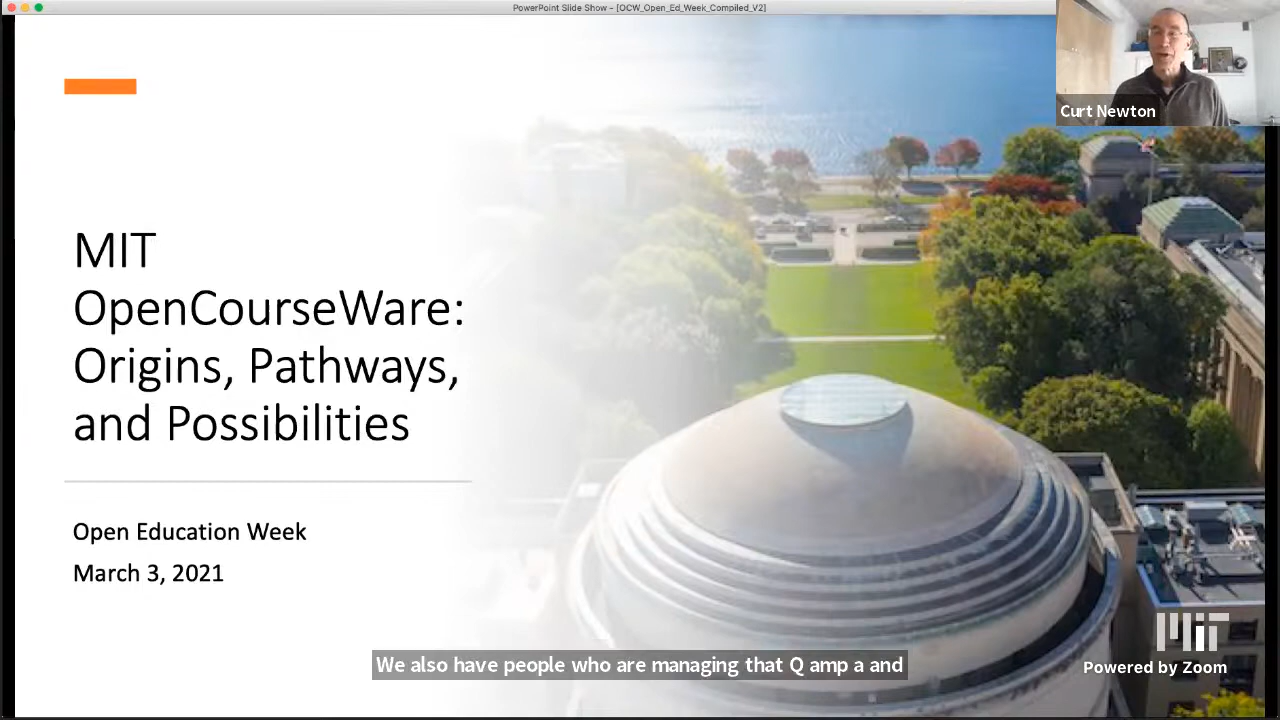 PowerPoint Slide Show – [OCW_Open_Ed_Week_Compiled_V2]
Curt Newton
MIT
OpenCourseWare:
Origins, Pathways,
and Possibilities
Open Education Week
March 3, 2021
We also have people who are managing that Q amp a and
MIT
Powered by Zoom